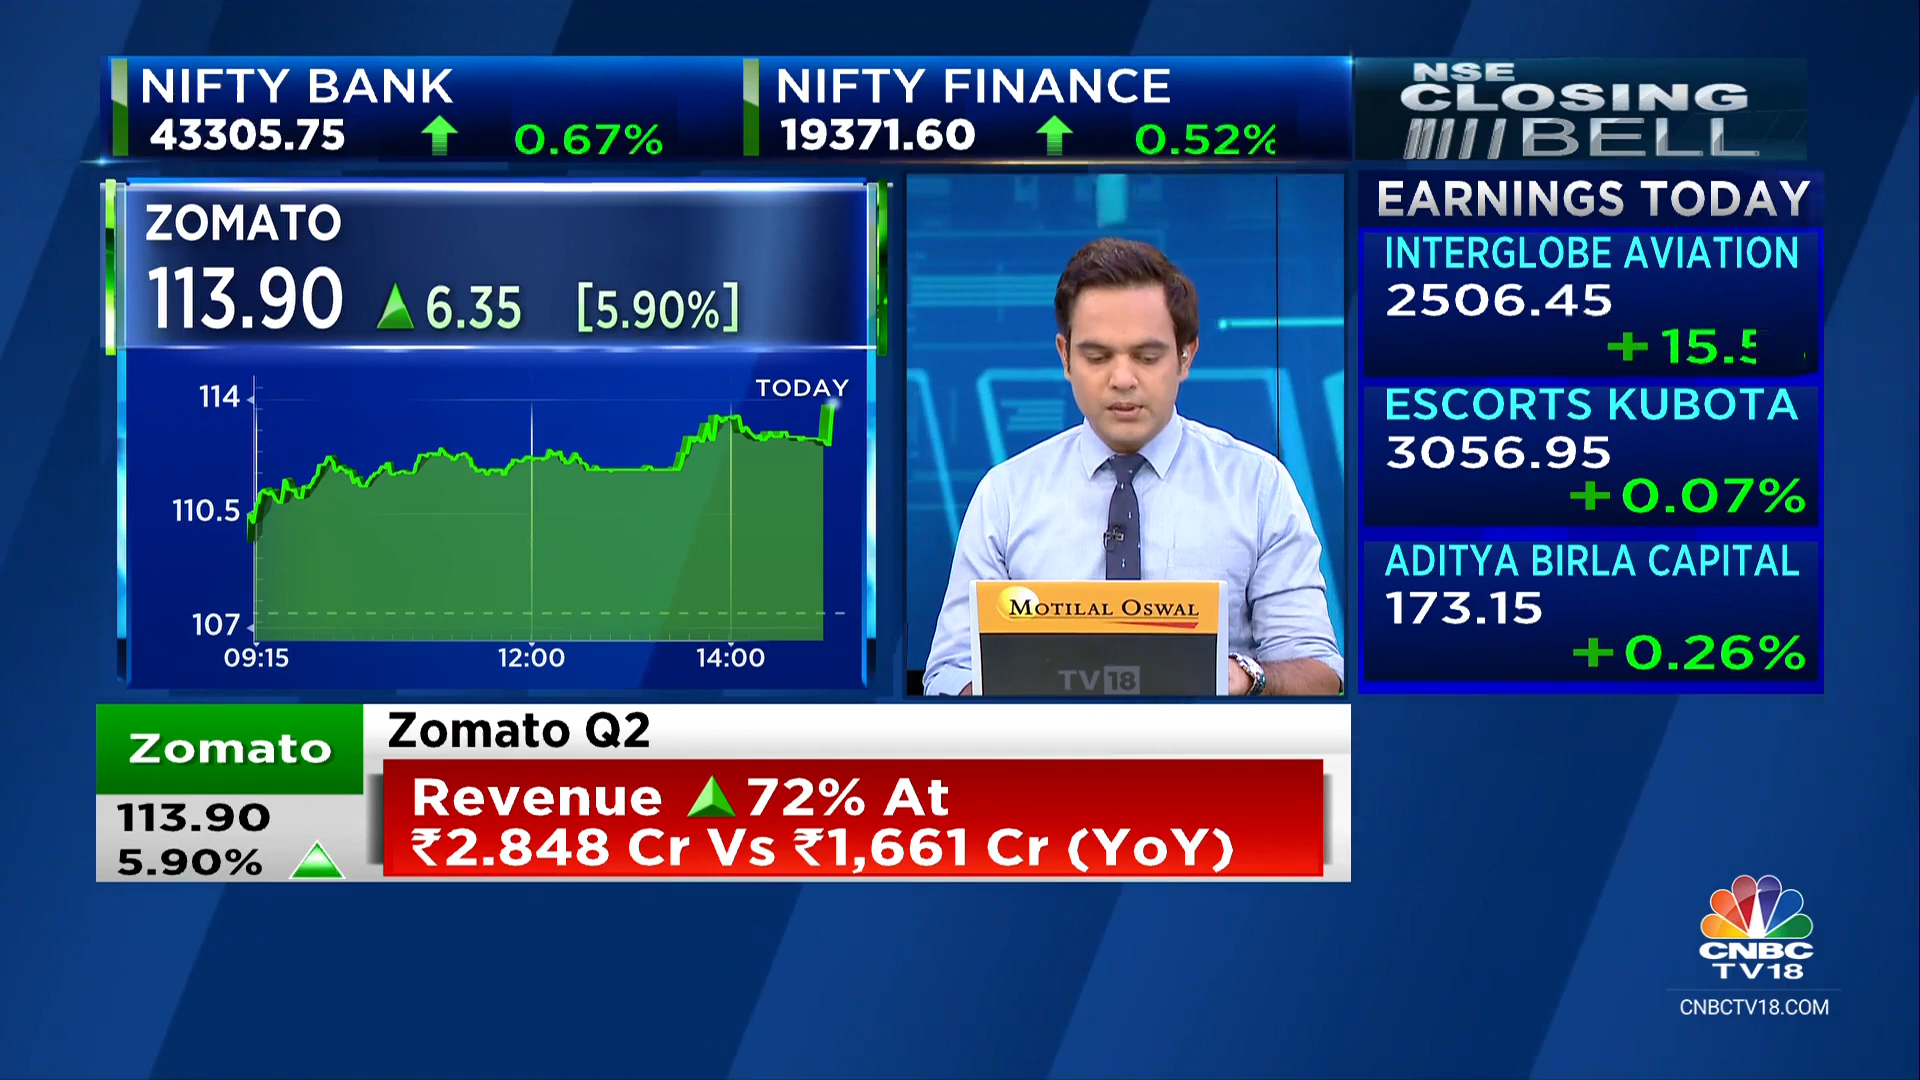 NIFTY BANK
43305.75 0.67%
NIFTY FINANCE
19371.60 0.52%
NSE
CLOSING
BELL
ZOMATO
113.90 6.35 [5.90%]
TODAY
114
110.5
107
09:15 12:00 14:00
MOTILAL OSWAL
TV18
EARNINGS TODAY
INTERGLOBE AVIATION
2506.45
ESCORTS KUBOTA
3056.95
+0.07%
ADITYA BIRLA CAPITAL
173.15
+0.26%
Zomato
113.90
5.90%
Zomato Q2
Revenue ▲ 72% At
₹2.848 Cr Vs ₹1,661 Cr (YoY)
CNBC
TV18
CNBCTV18.COM